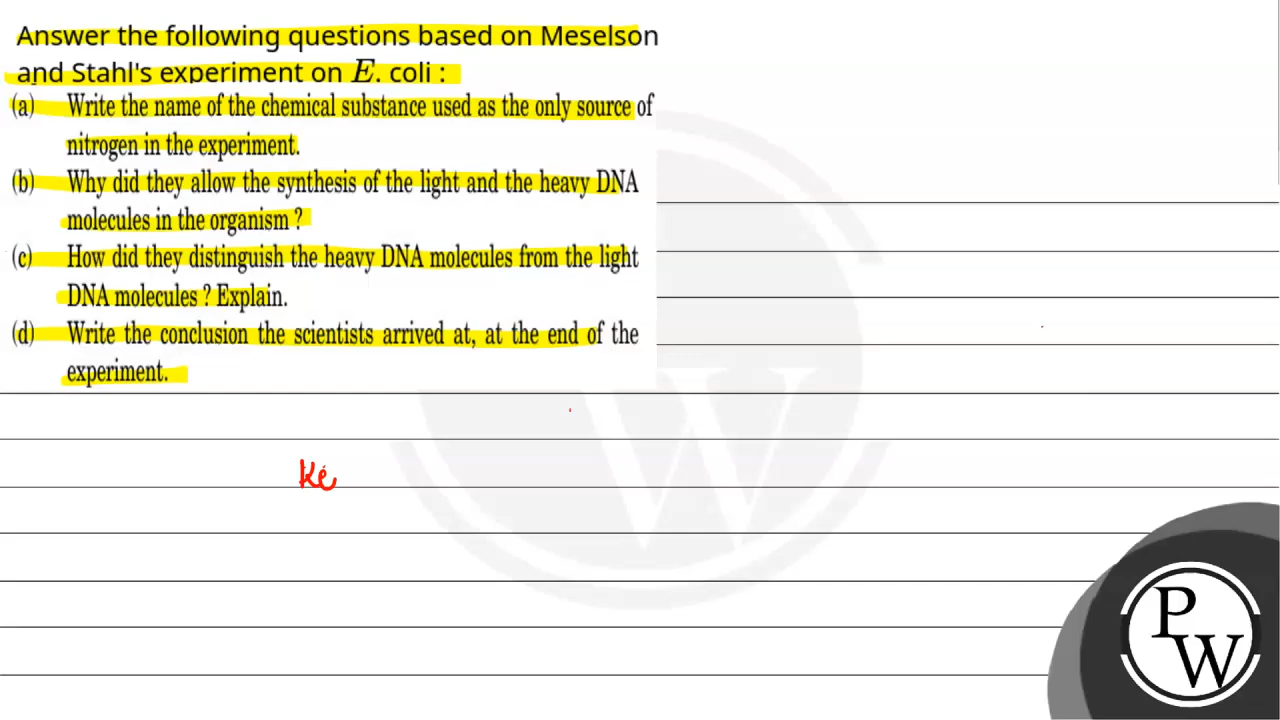 Answer the following questions based on Meselson
and Stahl's experiment on E. coli :
(a) Write the name of the chemical substance used as the only source of
nitrogen in the experiment.
(b) Why did they allow the synthesis of the light and the heavy DNA
molecules in the organism ?
(c) How did they distinguish the heavy DNA molecules from the light
DNA molecules ? Explain.
(d) Write the conclusion the scientists arrived at, at the end of the
experiment.
Ke
PW